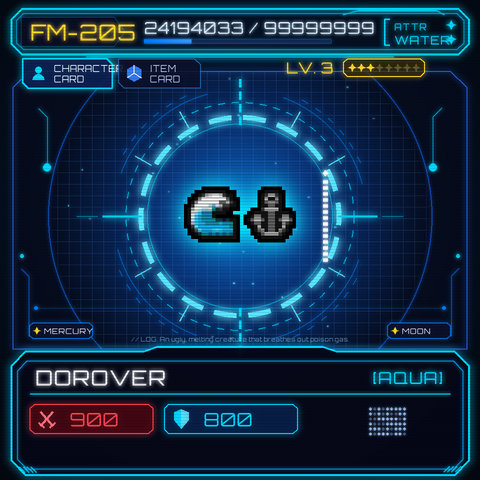 FM-205
24194033 / 99999999
ATTR
WATER
CHARACTER
CARD
ITEM
CARD
LV. 3
MERCURY
MOON
// LOG: An ugly, melting creature that breathes out poison gas.
DOROVER
[AQUA]
900
800